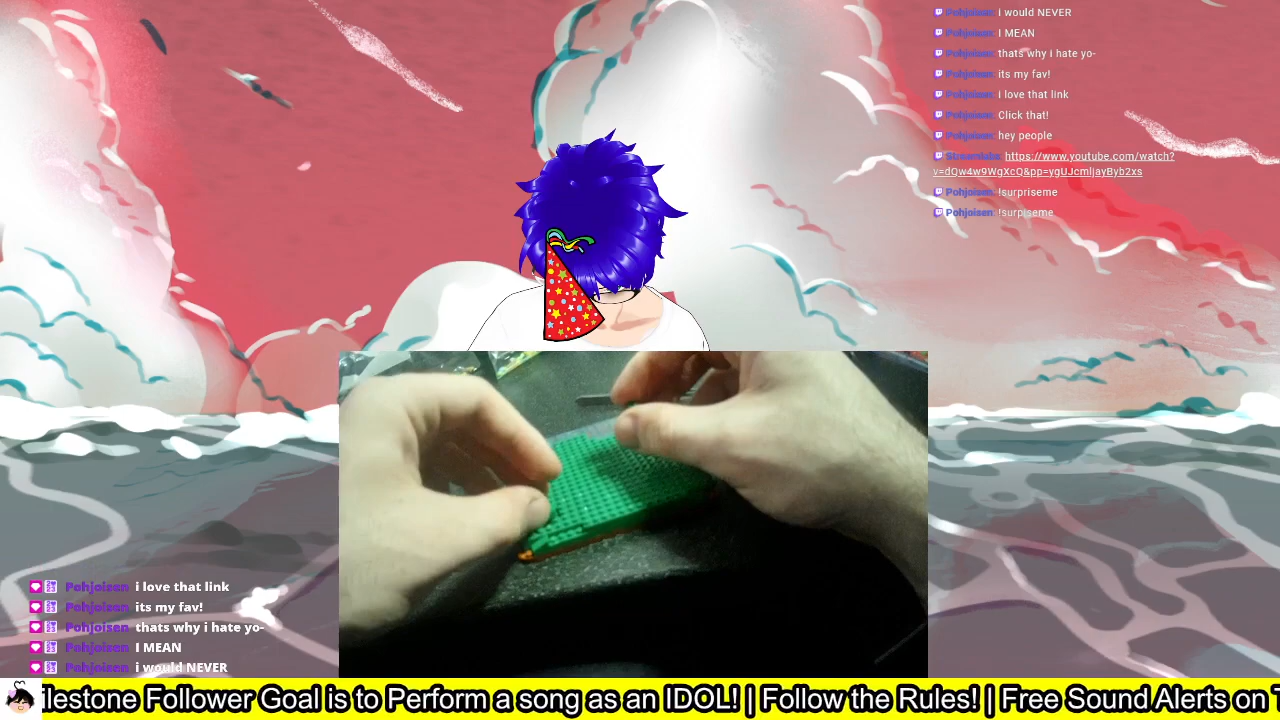 Pohjoisen: I would NEVER
Pohjoisen: I MEAN
Pohjoisen: thats why i hate yo-
Pohjoisen: its my fav!
Pohjoisen: I love that link
Pohjoisen: Click that!
Pohjoisen: hey people
https://www.youtube.com/watch?
v=dQw4w9WgXcQ&pp=ygUJcmljayByb2xs
Pohjoisen: !surpriseme
Pohjoisen: !surpiseme
Pohjoisen i love that link
Pohjoisen its my fav!
Pohjoisen thats why i hate yo-
Pohjoisen I MEAN
Pohjoisen i would NEVER
ilestone Follower Goal is to Perform a song as an IDOL! | Follow the Rules! | Free Sound Alerts on T